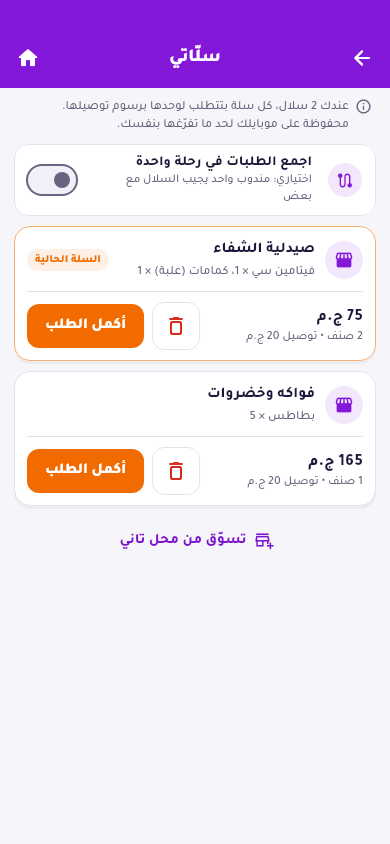 سلّاتي
عندك 2 سلال، كل سلة بتتطلب لوحدها برسوم توصيلها.
محفوظة على موبايلك لحد ما تفرّغها بنفسك.
اجمع الطلبات في رحلة واحدة
اختياري: مندوب واحد يجيب السلال مع
بعض
صيدلية الشفاء
السلة الحالية
فيتامين سي × 1، كمامات (علبة) × 1
75 ج.م
2 صنف • توصيل 20 ج.م
أكمل الطلب
فواكه وخضروات
بطاطس × 5
165 ج.م
1 صنف • توصيل 20 ج.م
أكمل الطلب
تسوّق من محل تاني